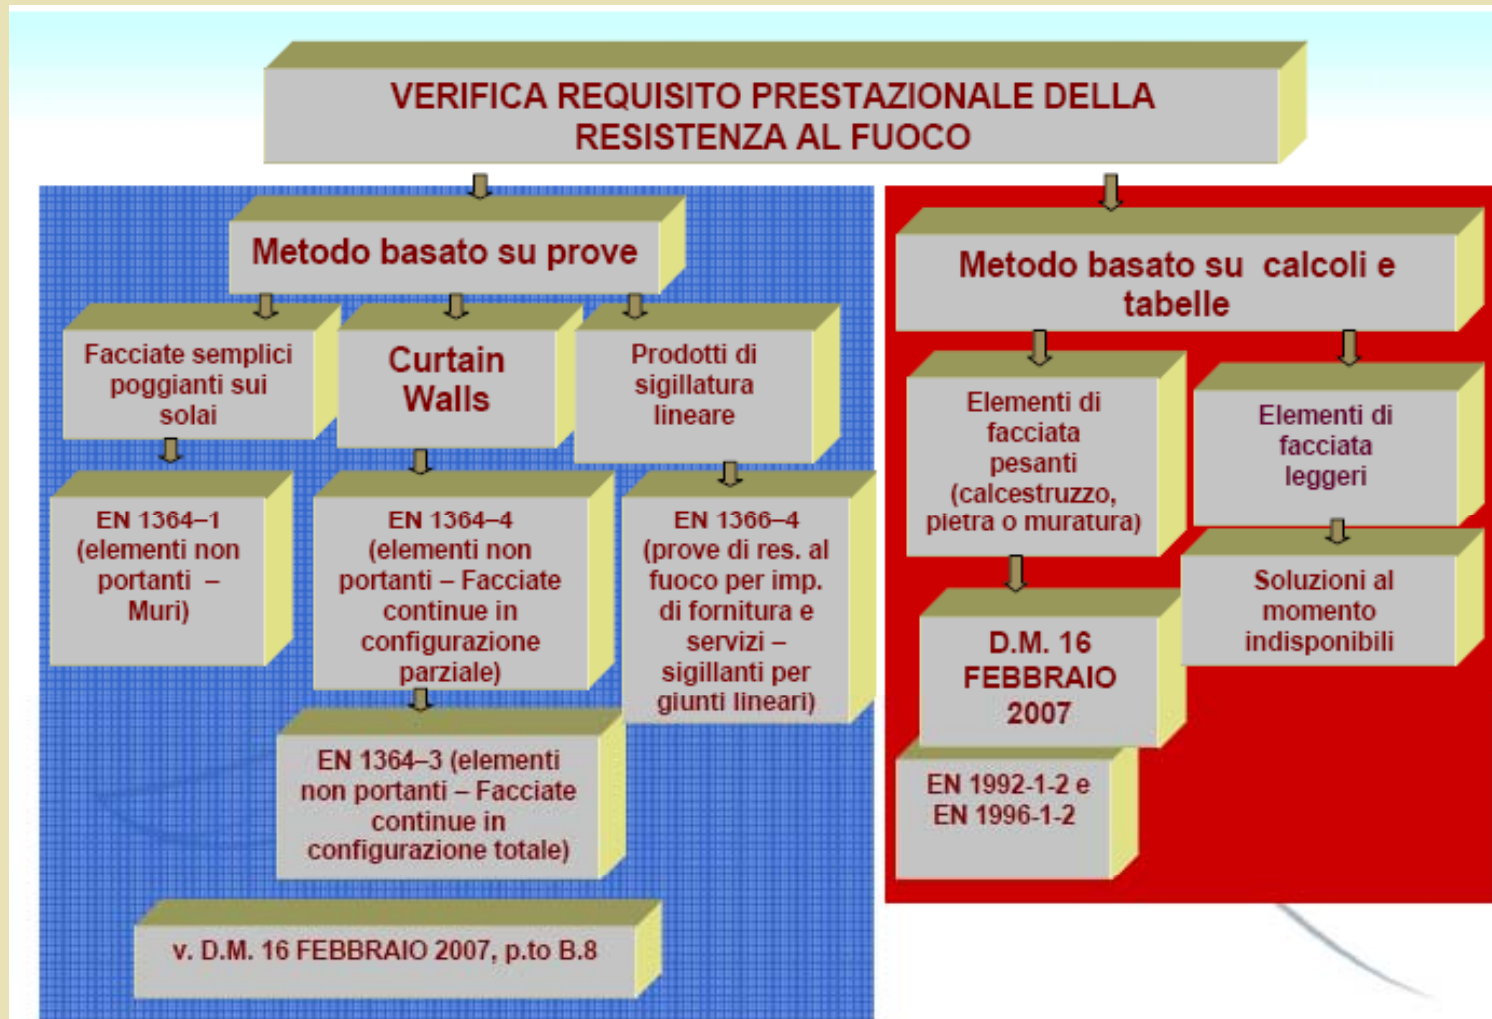 VERIFICA REQUISITO PRESTAZIONALE DELLA
RESISTENZA AL FUOCO
Metodo basato su prove
Facciate semplici
poggianti sui
solai
Curtain
Walls
Prodotti di
sigillatura
lineare
EN 1364–1
(elementi non
portanti –
Muri)
EN 1364–4
(elementi non
portanti – Facciate
continue in
configurazione
parziale)
EN 1366–4
(prove di res. al
fuoco per imp.
di fornitura e
servizi –
sigillanti per
giunti lineari)
EN 1364–3 (elementi
non portanti – Facciate
continue in
configurazione totale)
v. D.M. 16 FEBBRAIO 2007, p.to B.8
Metodo basato su calcoli e
tabelle
Elementi di
facciata
pesanti
(calcestruzzo,
pietra o muratura)
Elementi di
facciata
leggeri
D.M. 16
FEBBRAIO
2007
Soluzioni al
momento
indisponibili
EN 1992-1-2 e
EN 1996-1-2